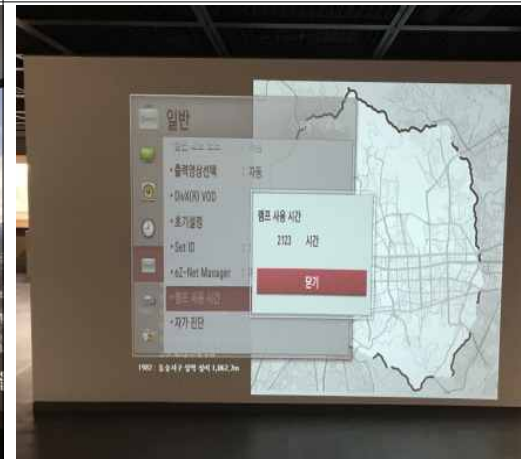 일반
출력영상선택 : 자동
DivX(R) VOD
초기설정
Set ID
e2-Net Manager
램프 사용 시간
자가 진단
램프 사용 시간
2123 시간
닫기